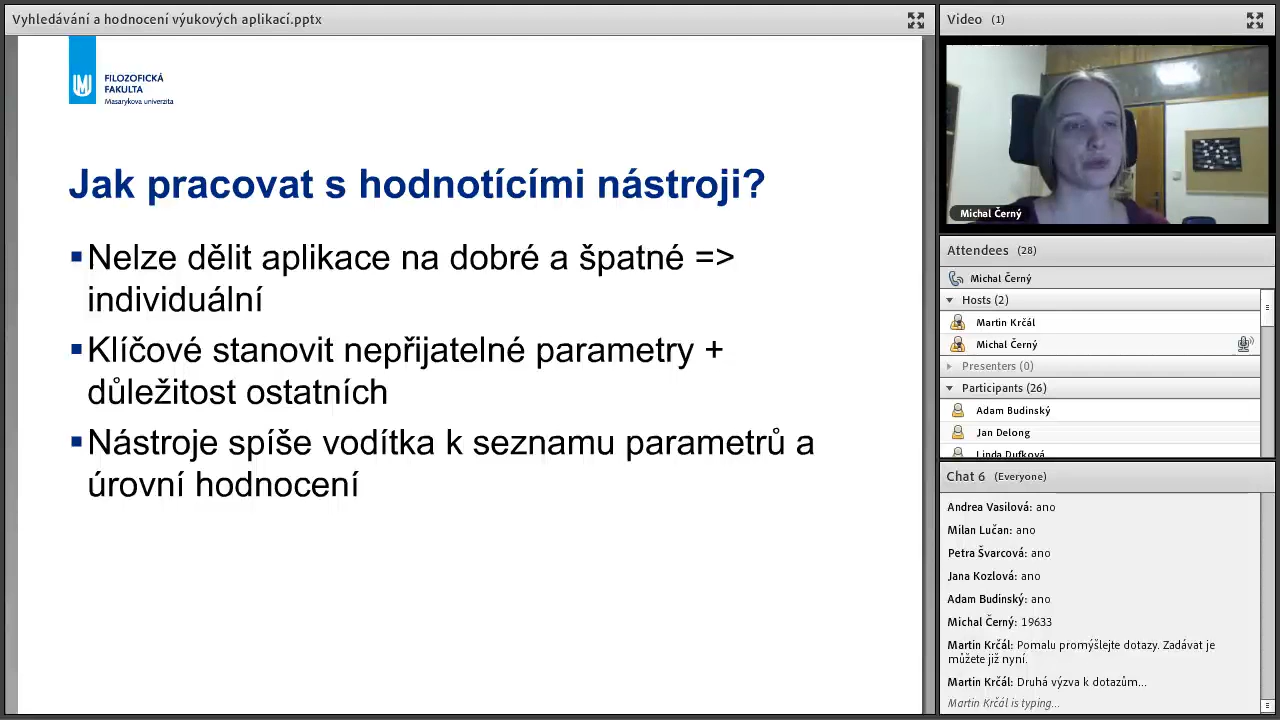 Vyhledávání a hodnocení výukových aplikací.pptx
FILOZOFICKÁ
FAKULTA
Masarykova univerzita
Jak pracovat s hodnotícími nástroji?
Nelze dělit aplikace na dobré a špatné =>
individuální
Klíčové stanovit nepřijatelné parametry +
důležitost ostatních
Nástroje spíše vodítka k seznamu parametrů a
úrovní hodnocení
Video (1)
Michal Černý
Attendees (28)
Michal Černý
Hosts (2)
Martin Krčál
Michal Černý
Presenters (0)
Participants (26)
Adam Budinský
Jan Delong
Linda Dufková
Chat 6 (Everyone)
Andrea Vasilová: ano
Milan Lučan: ano
Petra Švarcová: ano
Jana Kozlová: ano
Adam Budinský: ano
Michal Černý: 19633
Martin Krčál: Pomalu promýšlejte dotazy. Zadávat je
můžete již nyní.
Martin Krčál: Druhá výzva k dotazům...
Martin Krčál is typing...